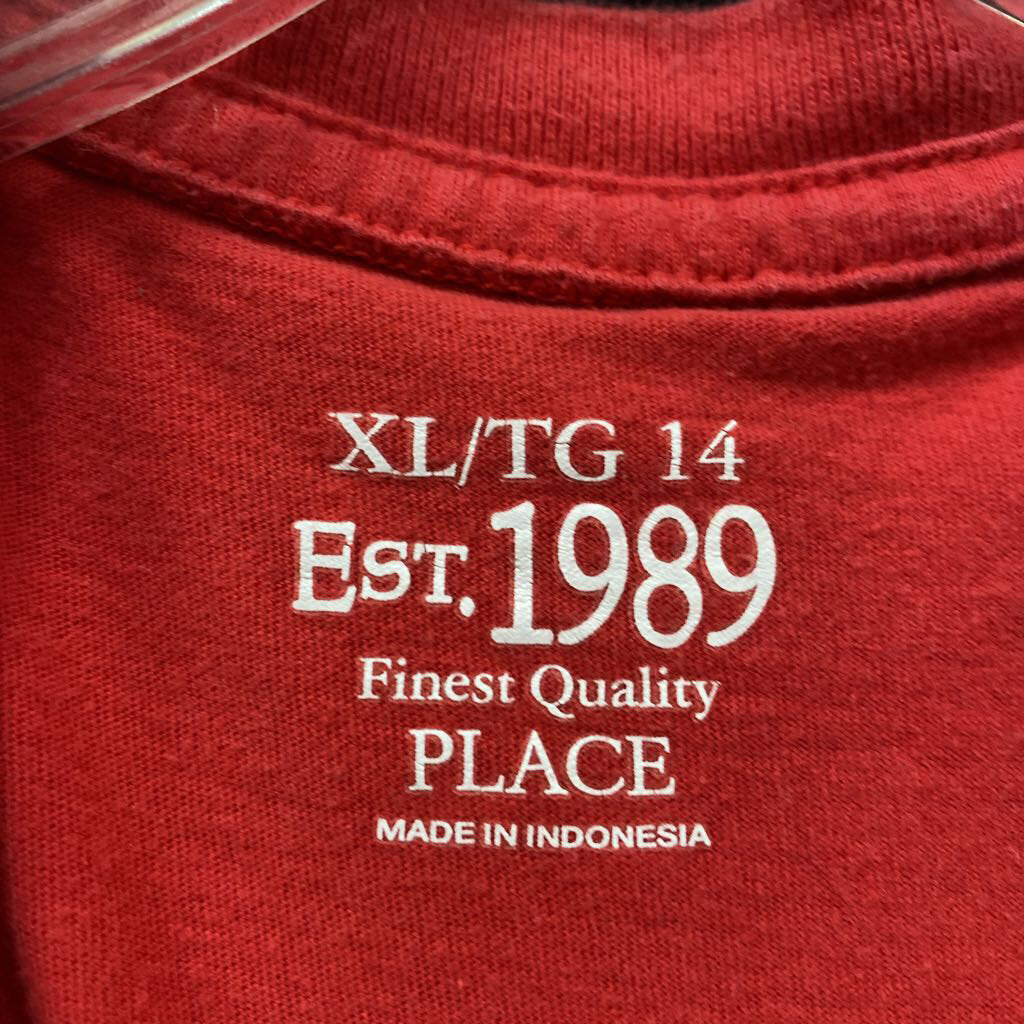 XL/TG 14
EST. 1989
Finest Quality
PLACE
MADE IN INDONESIA